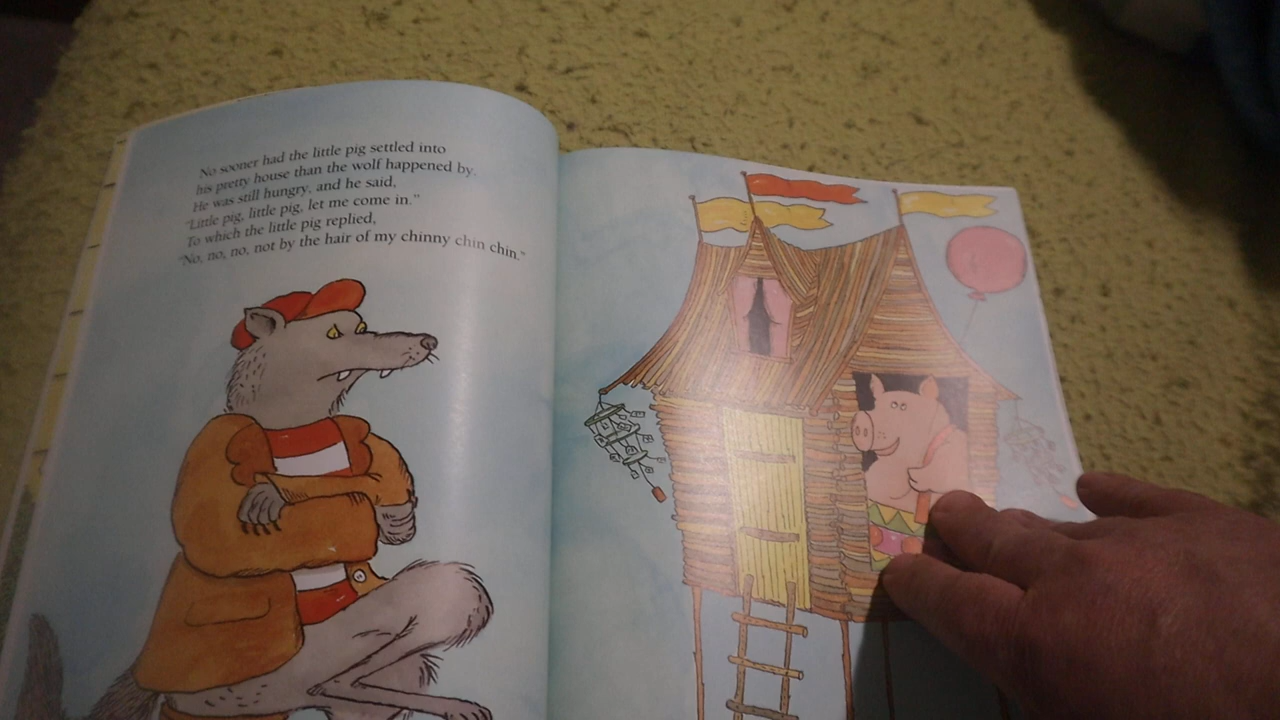 No sooner had the little pig settled into
his pretty house than the wolf happened by.
He was still hungry, and he said,
"Little pig, little pig, let me come in."
To which the little pig replied,
"No, no, no, not by the hair of my chinny chin chin."